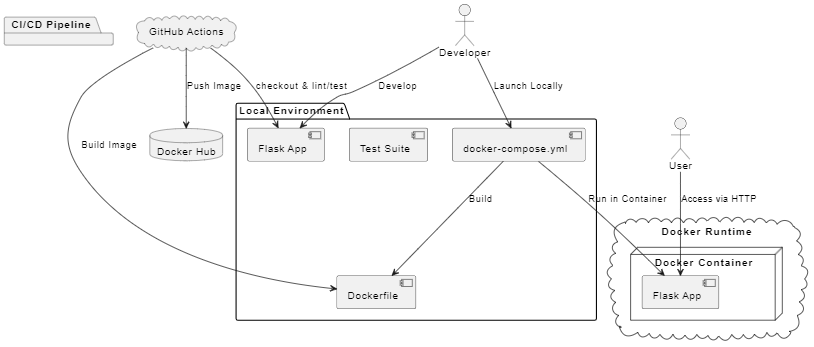 CI/CD Pipeline
GitHub Actions
Developer
Push Image
checkout & lint/test
Develop
Launch Locally
Local Environment
Build Image
Docker Hub
Flask App
Test Suite
docker-compose.yml
User
Build
Run in Container
Access via HTTP
Docker Runtime
Docker Container
Dockerfile
Flask App